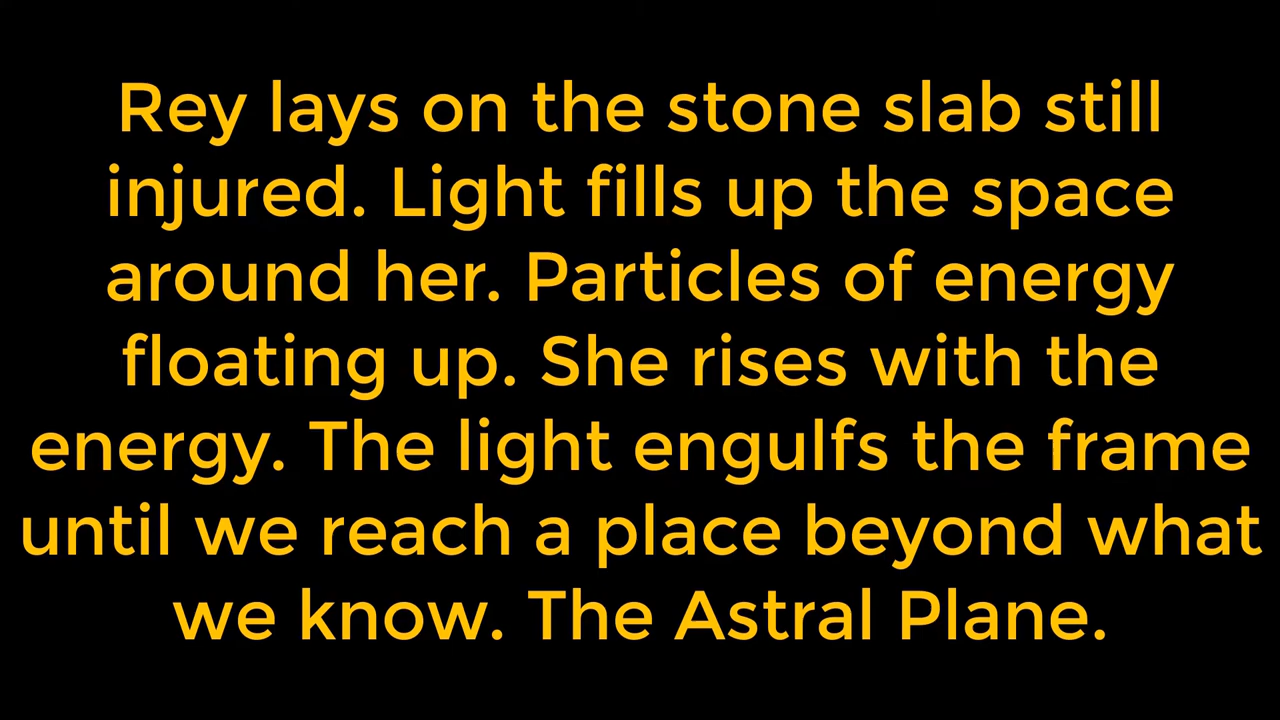 Rey lays on the stone slab still
injured. Light fills up the space
around her. Particles of energy
floating up. She rises with the
energy. The light engulfs the frame
until we reach a place beyond what
we know. The Astral Plane.